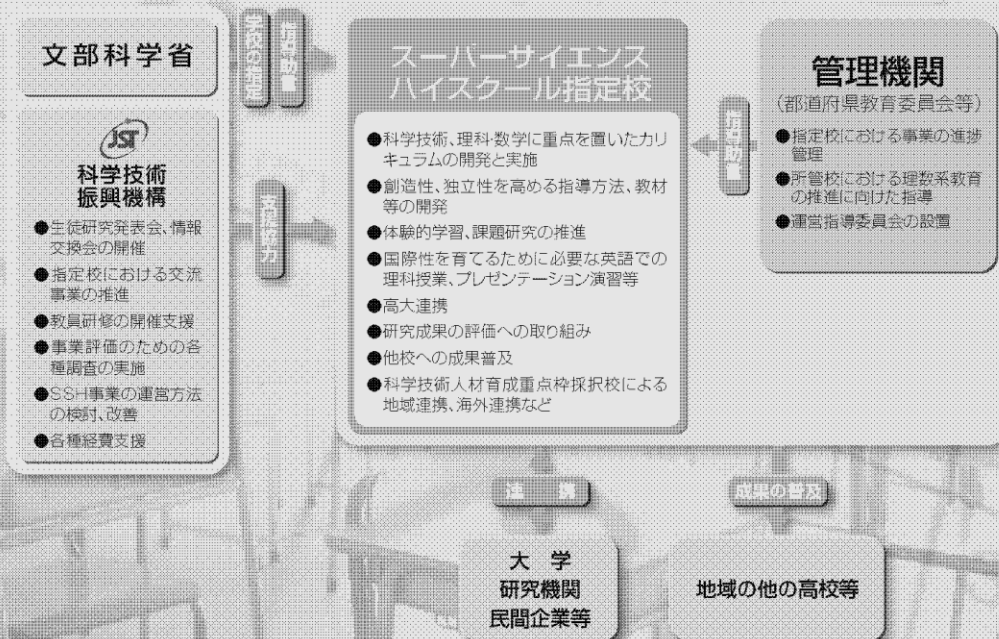 文部科学省
学校の指定
指導助言
JST
科学技術
振興機構
●生徒研究発表会、情報
交換会の開催
●指定校における交流
事業の推進
●教員研修の開催支援
●事業評価のための各
種調査の実施
●SSH事業の運営方法
の検討、改善
●各種経費支援
支援協力
スーパーサイエンス
ハイスクール指定校
●科学技術、理科・数学に重点を置いたカリ
キュラムの開発と実施
●創造性、独立性を高める指導方法、教材
等の開発
●体験的学習、課題研究の推進
●国際性を育てるために必要な英語での
理科授業、プレゼンテーション演習等
●高大連携
●研究成果の評価への取り組み
●他校への成果普及
●科学技術人材育成重点枠採択校による
地域連携、海外連携など
指導助言
管理機関
(都道府県教育委員会等)
●指定校における事業の進捗
管理
●所管校における理数系教育
の推進に向けた指導
●運営指導委員会の設置
連 携
大 学
研究機関
民間企業等
成果の普及
地域の他の高校等